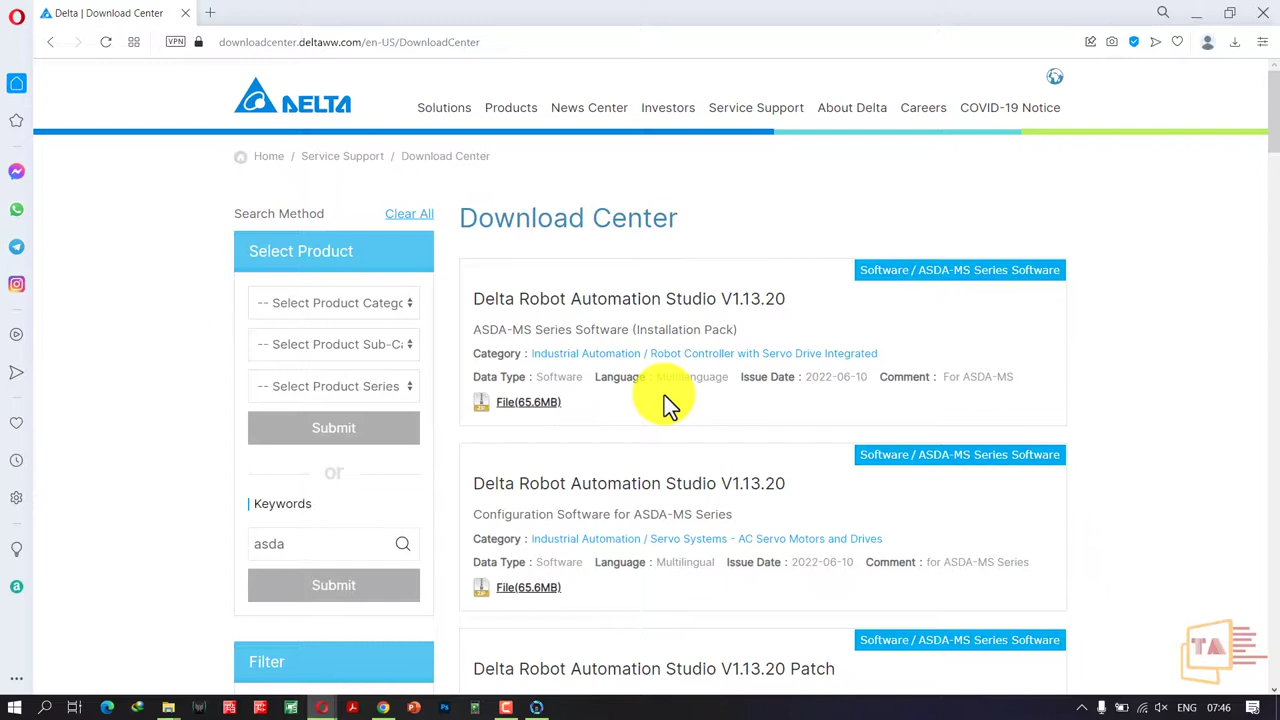 Delta | Download Center
VPN
downloadcenter.deltaww.com/en-US/DownloadCenter
DELTA
Solutions Products News Center Investors Service Support About Delta Careers COVID-19 Notice
Home / Service Support / Download Center
Search Method Clear All
Select Product
-- Select Product Catego
-- Select Product Sub-Ca
-- Select Product Series
Submit
or
Keywords
asda
Submit
Filter
Download Center
Software / ASDA-MS Series Software
Delta Robot Automation Studio V1.13.20
ASDA-MS Series Software (Installation Pack)
Category : Industrial Automation / Robot Controller with Servo Drive Integrated
Data Type : Software Language : Multilanguage Issue Date : 2022-06-10 Comment : For ASDA-MS
File(65.6MB)
Software / ASDA-MS Series Software
Delta Robot Automation Studio V1.13.20
Configuration Software for ASDA-MS Series
Category : Industrial Automation / Servo Systems - AC Servo Motors and Drives
Data Type : Software Language : Multilingual Issue Date : 2022-06-10 Comment : for ASDA-MS Series
File(65.6MB)
Software / ASDA-MS Series Software
Delta Robot Automation Studio V1.13.20 Patch
TA
ENG 07:46